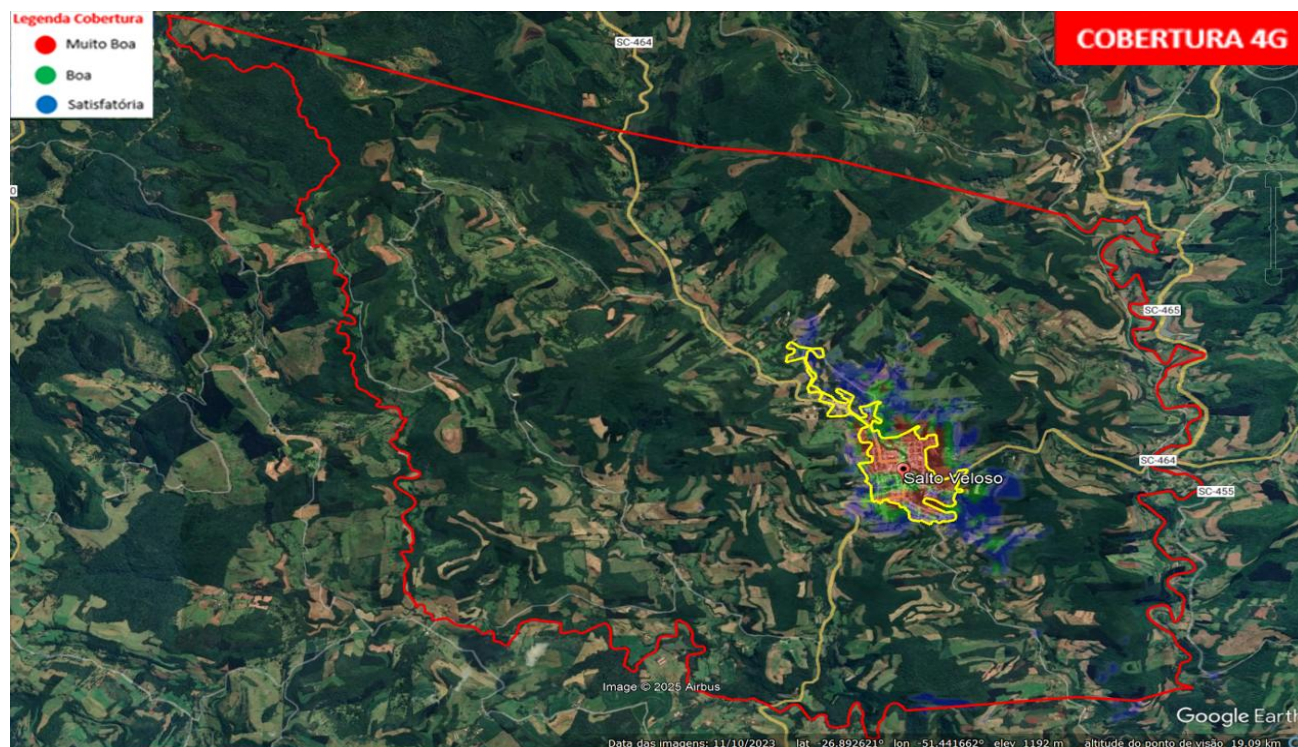 Legenda Cobertura
Muito Boa
Boa
Satisfatória
COBERTURA 4G
SC-464
0
SC-465
SC-464
Salto Veloso
SC-455
Image © 2025 Airbus
Google Earth
Data das imagens: 11/10/2023 lat -26.892621° lon -51.441662° elev 1192 m altitude do ponto de visão 19.09 km